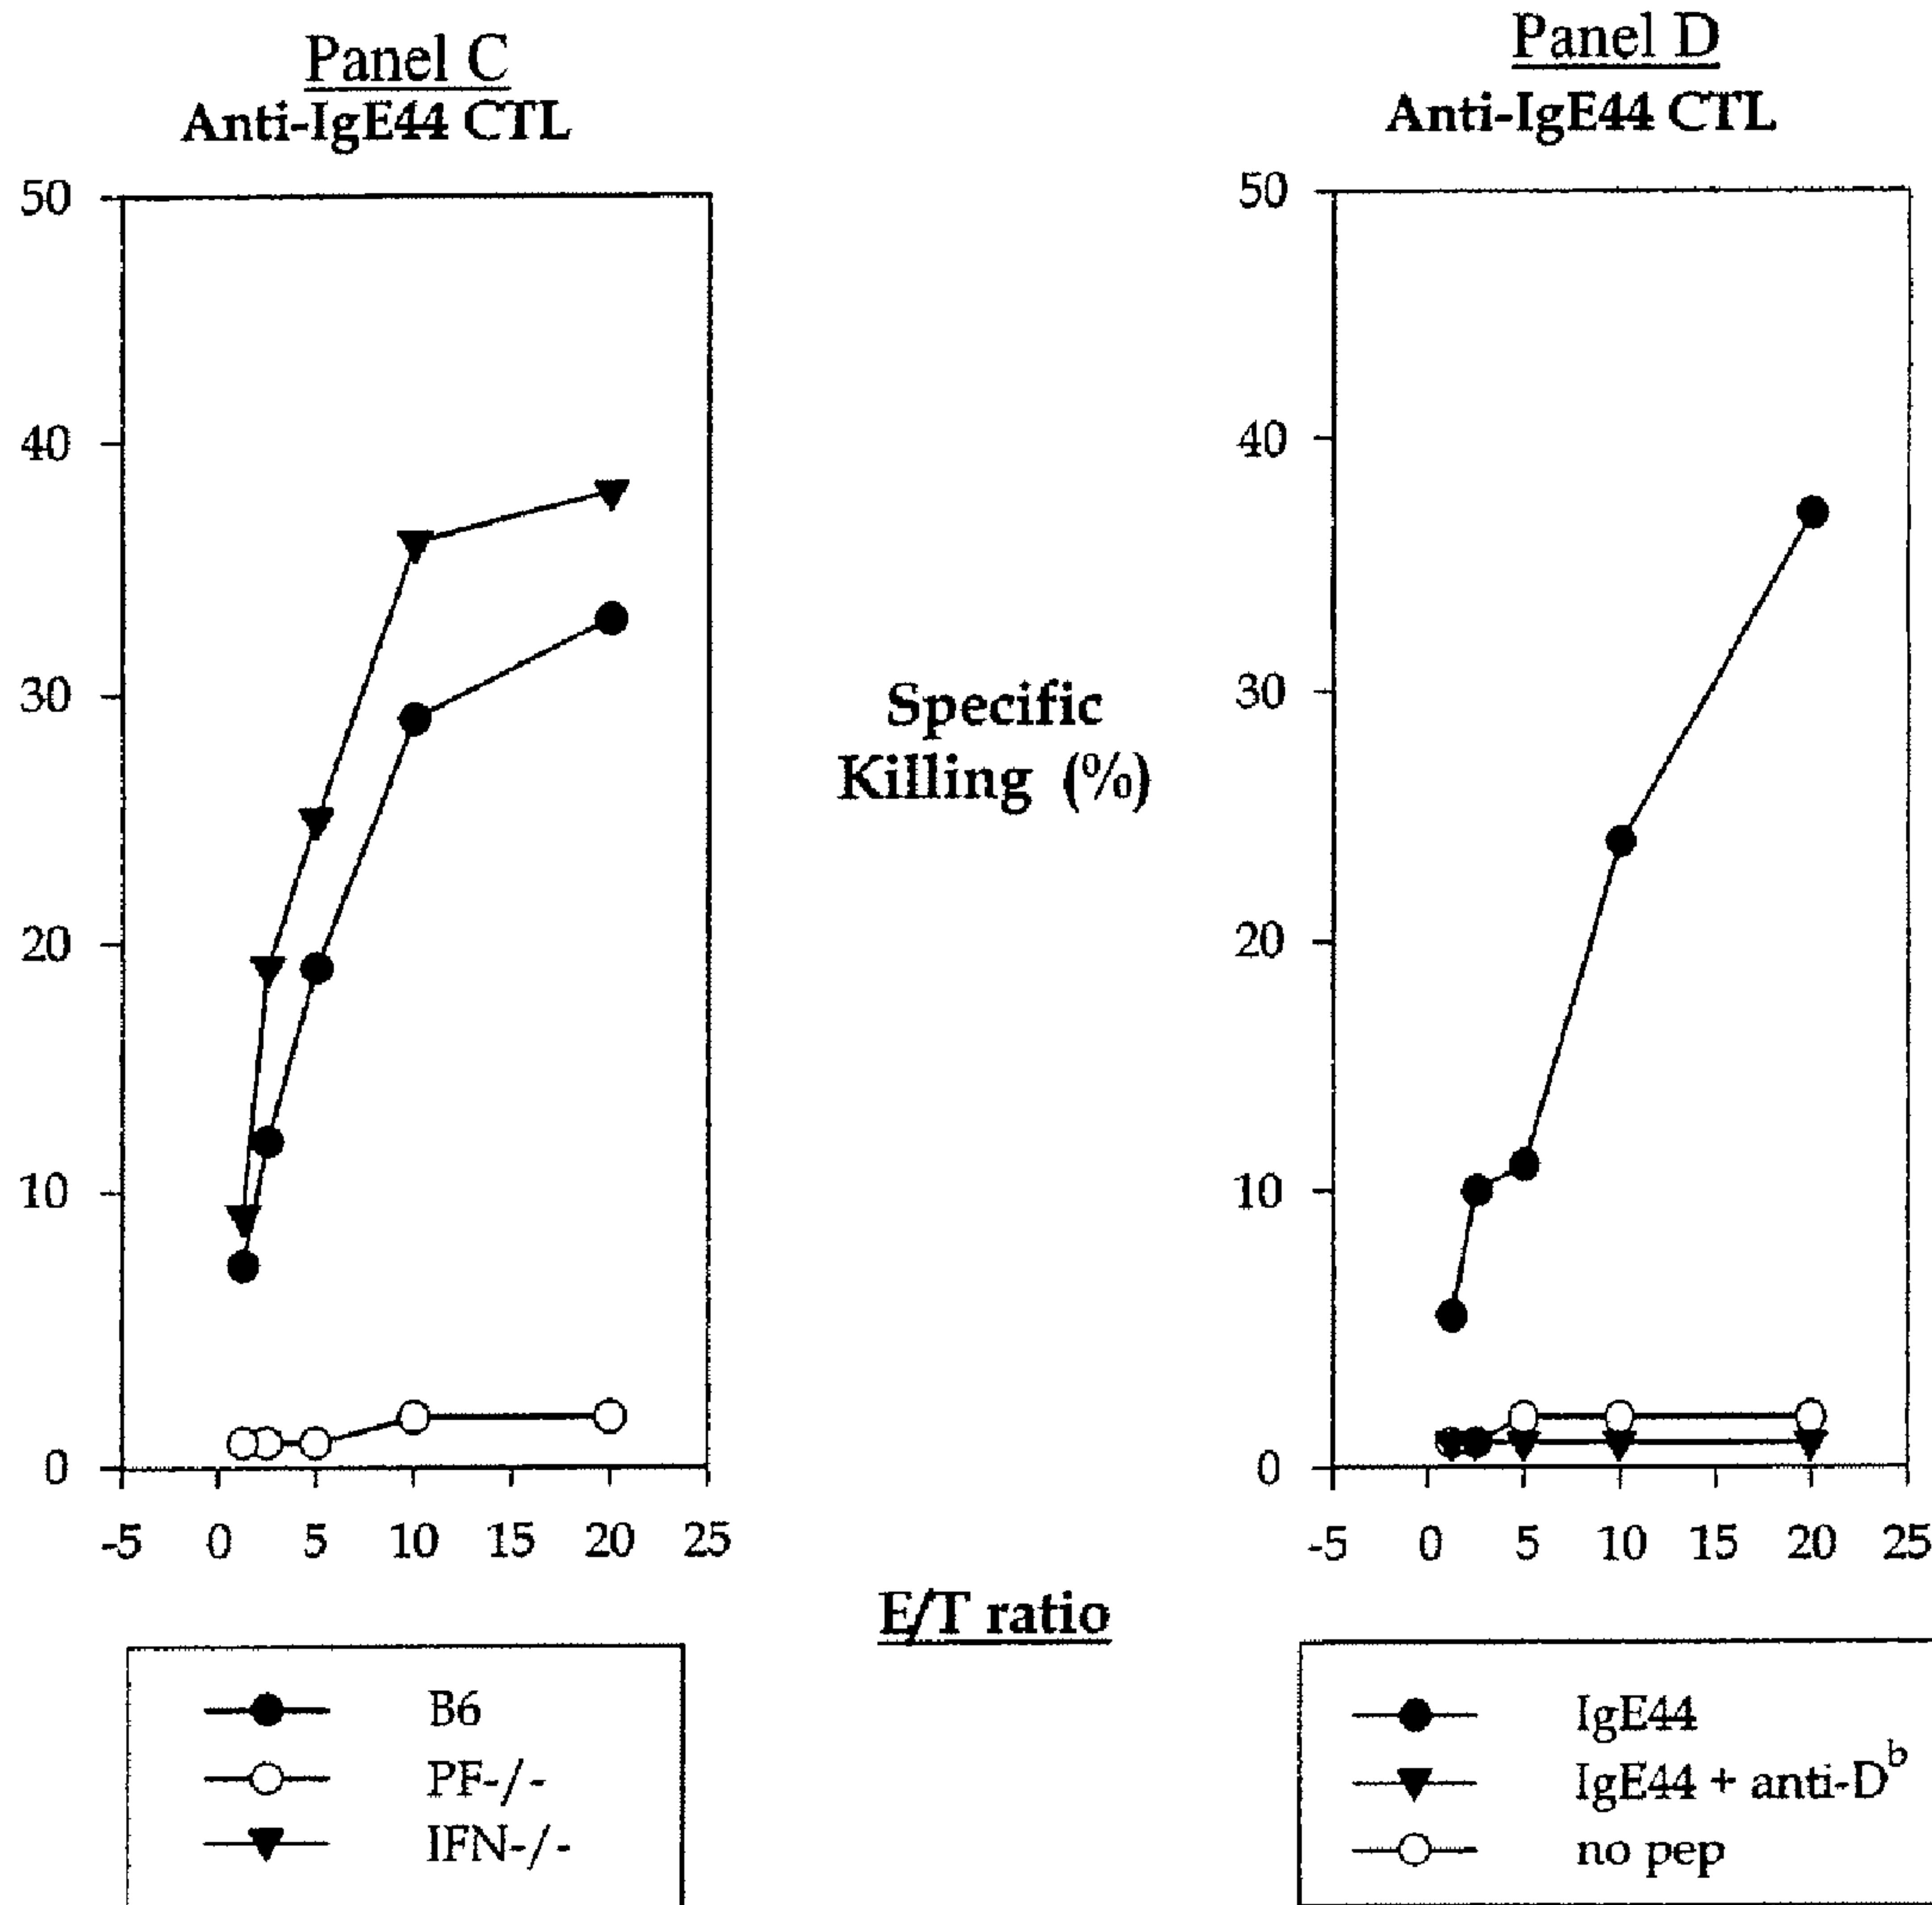 Panel C
Anti-IgE44 CTL
50
40
30
20
10
0
-5 0 5 10 15 20 25
B6
PF-/-
IFN-/-
Specific
Killing (%)
E/T ratio
Panel D
Anti-IgE44 CTL
50
40
30
20
10
0
-5 0 5 10 15 20 25
IgE44
IgE44 + anti-D^b
no pep